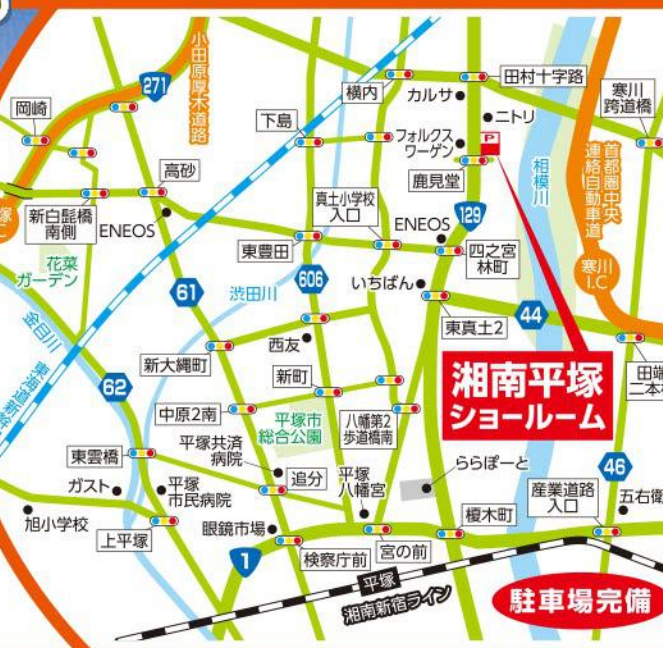 小田原厚木道路
271
岡崎
横内
田村十字路
カルサ
ニトリ
寒川
跨道橋
下島
フォルクス
ワーゲン
P
高砂
鹿見堂
相模川
首都圏中央
連絡自動車道
新白髭橋
南側
ENEOS
真土小学校
入口
129
ENEOS
東豊田
四之宮
林町
花菜
ガーデン
寒川
I.C
61
渋田川
606
いちばん
44
金目川
東海道新幹
東真土2
西友
新大縄町
62
新町
湘南平塚
ショールーム
田端
中原2南
平塚市
総合公園
八幡第2
歩道橋南
平塚共済
病院
東雲橋
追分
平塚
八幡宮
ららぽーと
46
ガスト
平塚
市民病院
産業道路
入口
五右衛
旭小学校
上平塚
眼鏡市場
榎木町
1
検察庁前
宮の前
平塚
湘南新宿ライン
駐車場完備